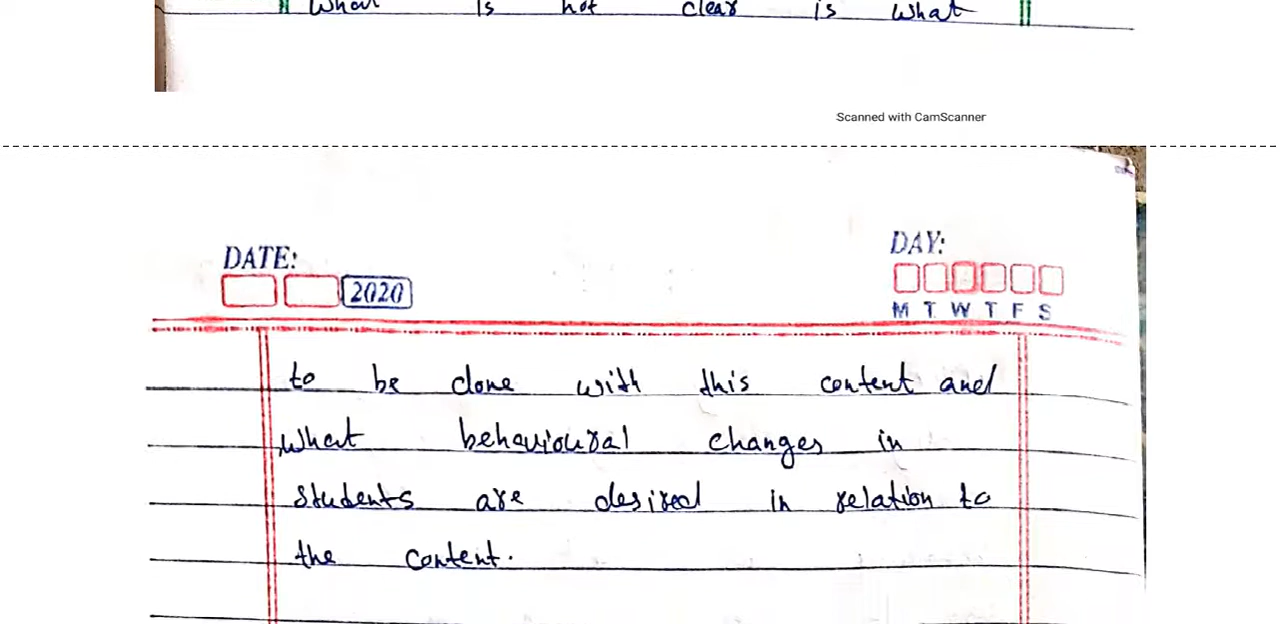 What is not clear is what
Scanned with CamScanner
DATE:
DAY:
2020
M T W T F S
to be done with this content and
what behavioural changes in
students are desired in relation to
the content.